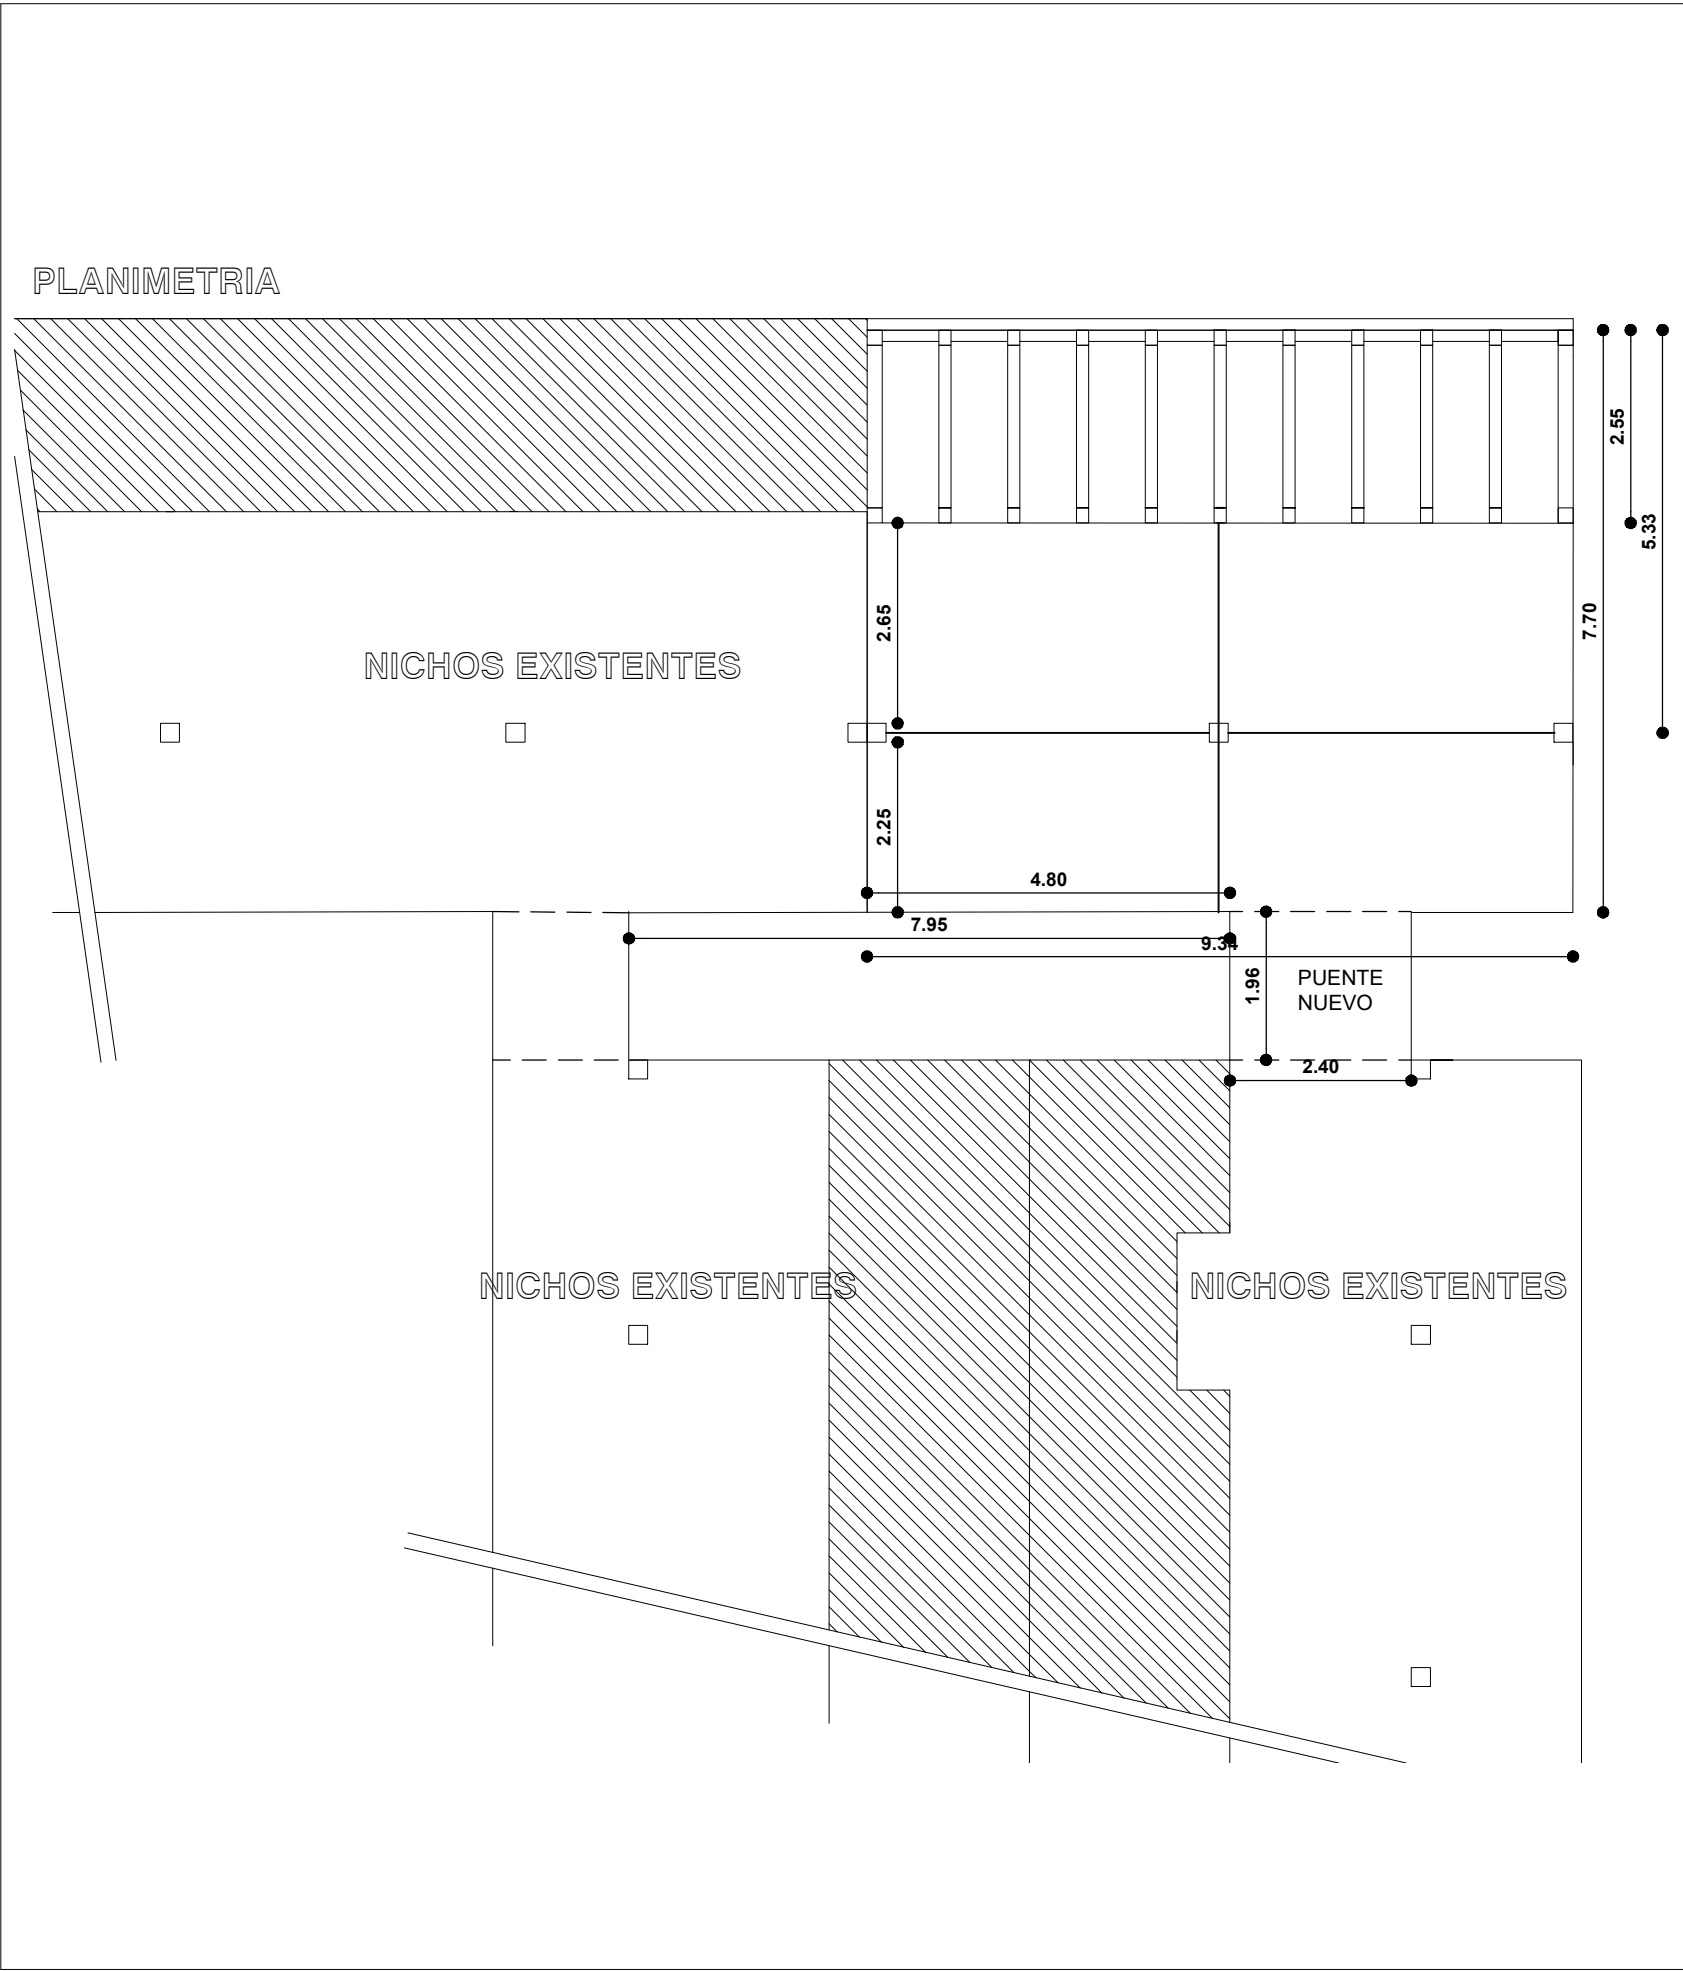 PLANIMETRIA
2.55
5.33
7.70
2.65
NICHOS EXISTENTES
2.25
4.80
7.95
9.34
1.96
PUENTE
NUEVO
2.40
NICHOS EXISTENTES
NICHOS EXISTENTES